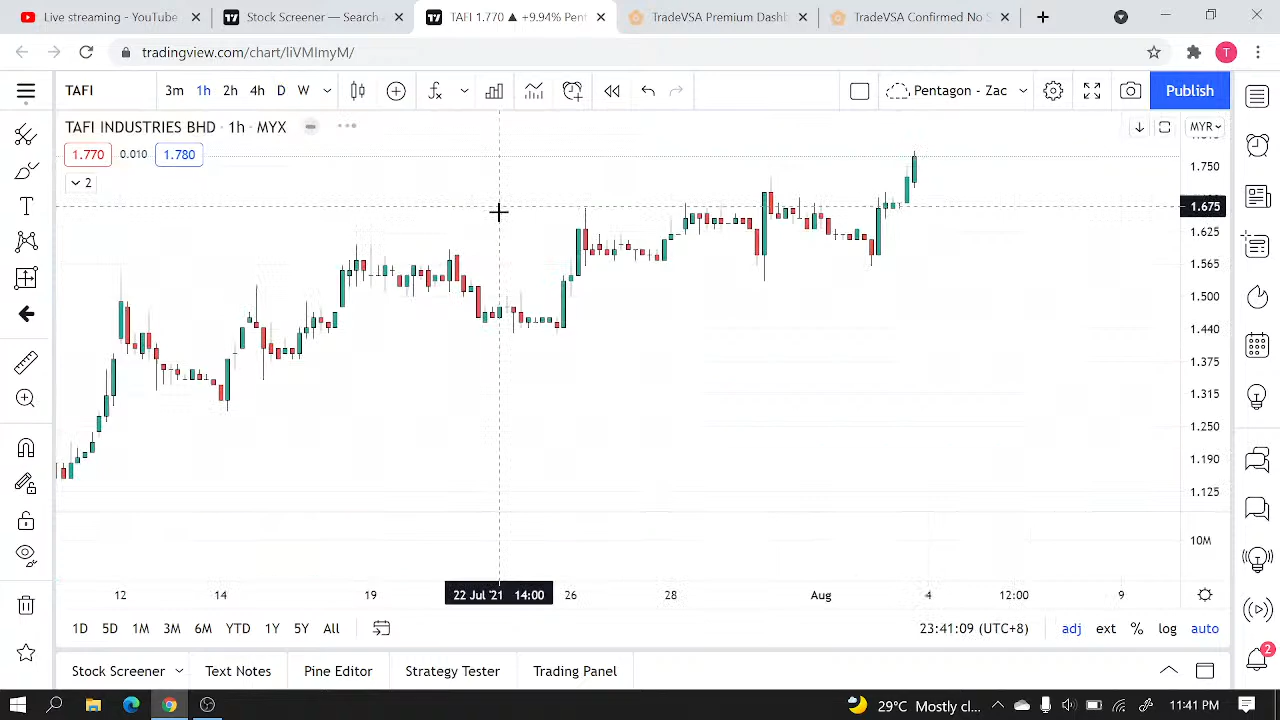 Live streaming - YouTube
Stock Screener — Search -
TAFI 1.770 ▲ +9.94% Pent
TradeVSA Premium Dashb
TradeVSA Confirmed No S
tradingview.com/chart/IiVMImyM/
T
TAFI
3m 1h 2h 4h D W
Pentagon - Zac
Publish
TAFI INDUSTRIES BHD · 1h · MYX
MYR
1.770 0.010 1.780
2
1.750
1.675
1.625
1.565
1.500
1.440
1.375
1.315
1.250
1.190
1.125
10M
12 14 19 22 Jul '21 14:00 26 28 Aug 4 12:00 9
1D 5D 1M 3M 6M YTD 1Y 5Y All
23:41:09 (UTC+8) adj ext % log auto
2
Stock Screener Text Notes Pine Editor Strategy Tester Trading Panel
29°C Mostly cl... 11:41 PM